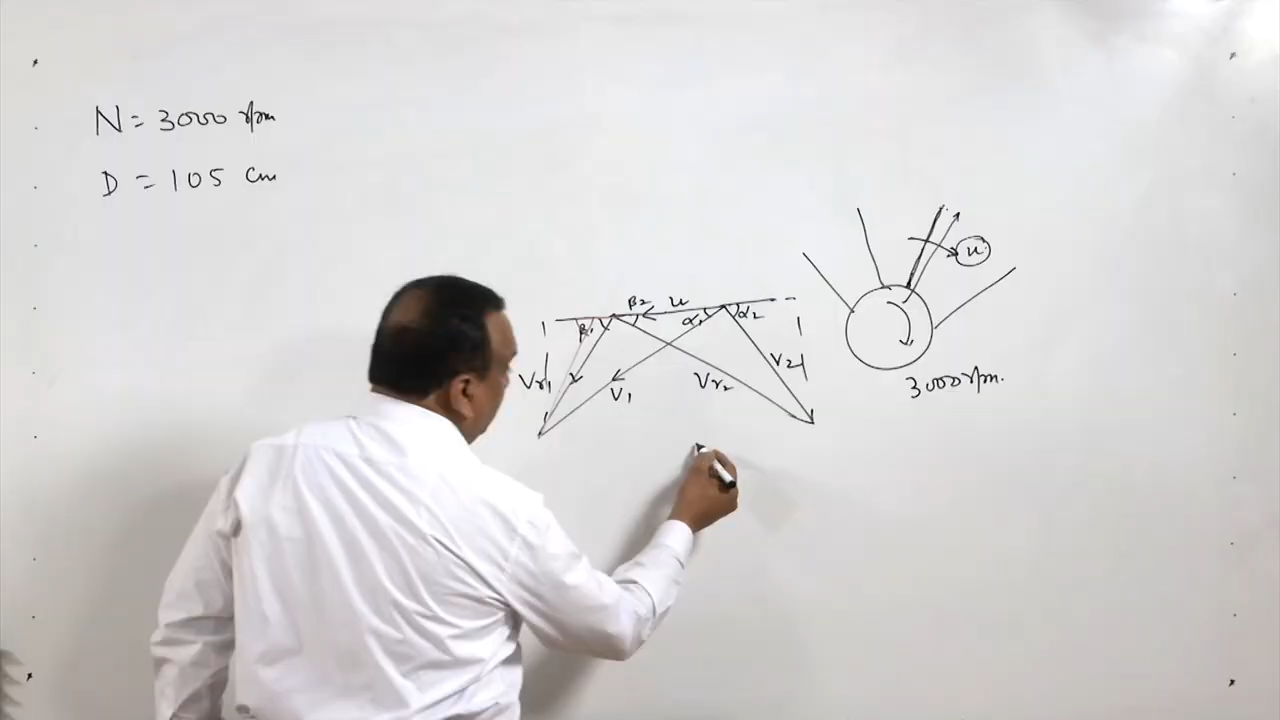 N = 3000 rpm
D = 105 cm
u
β2 u
β1 α1 α2
Vr1 V1 Vr2 V2
3000 rpm.